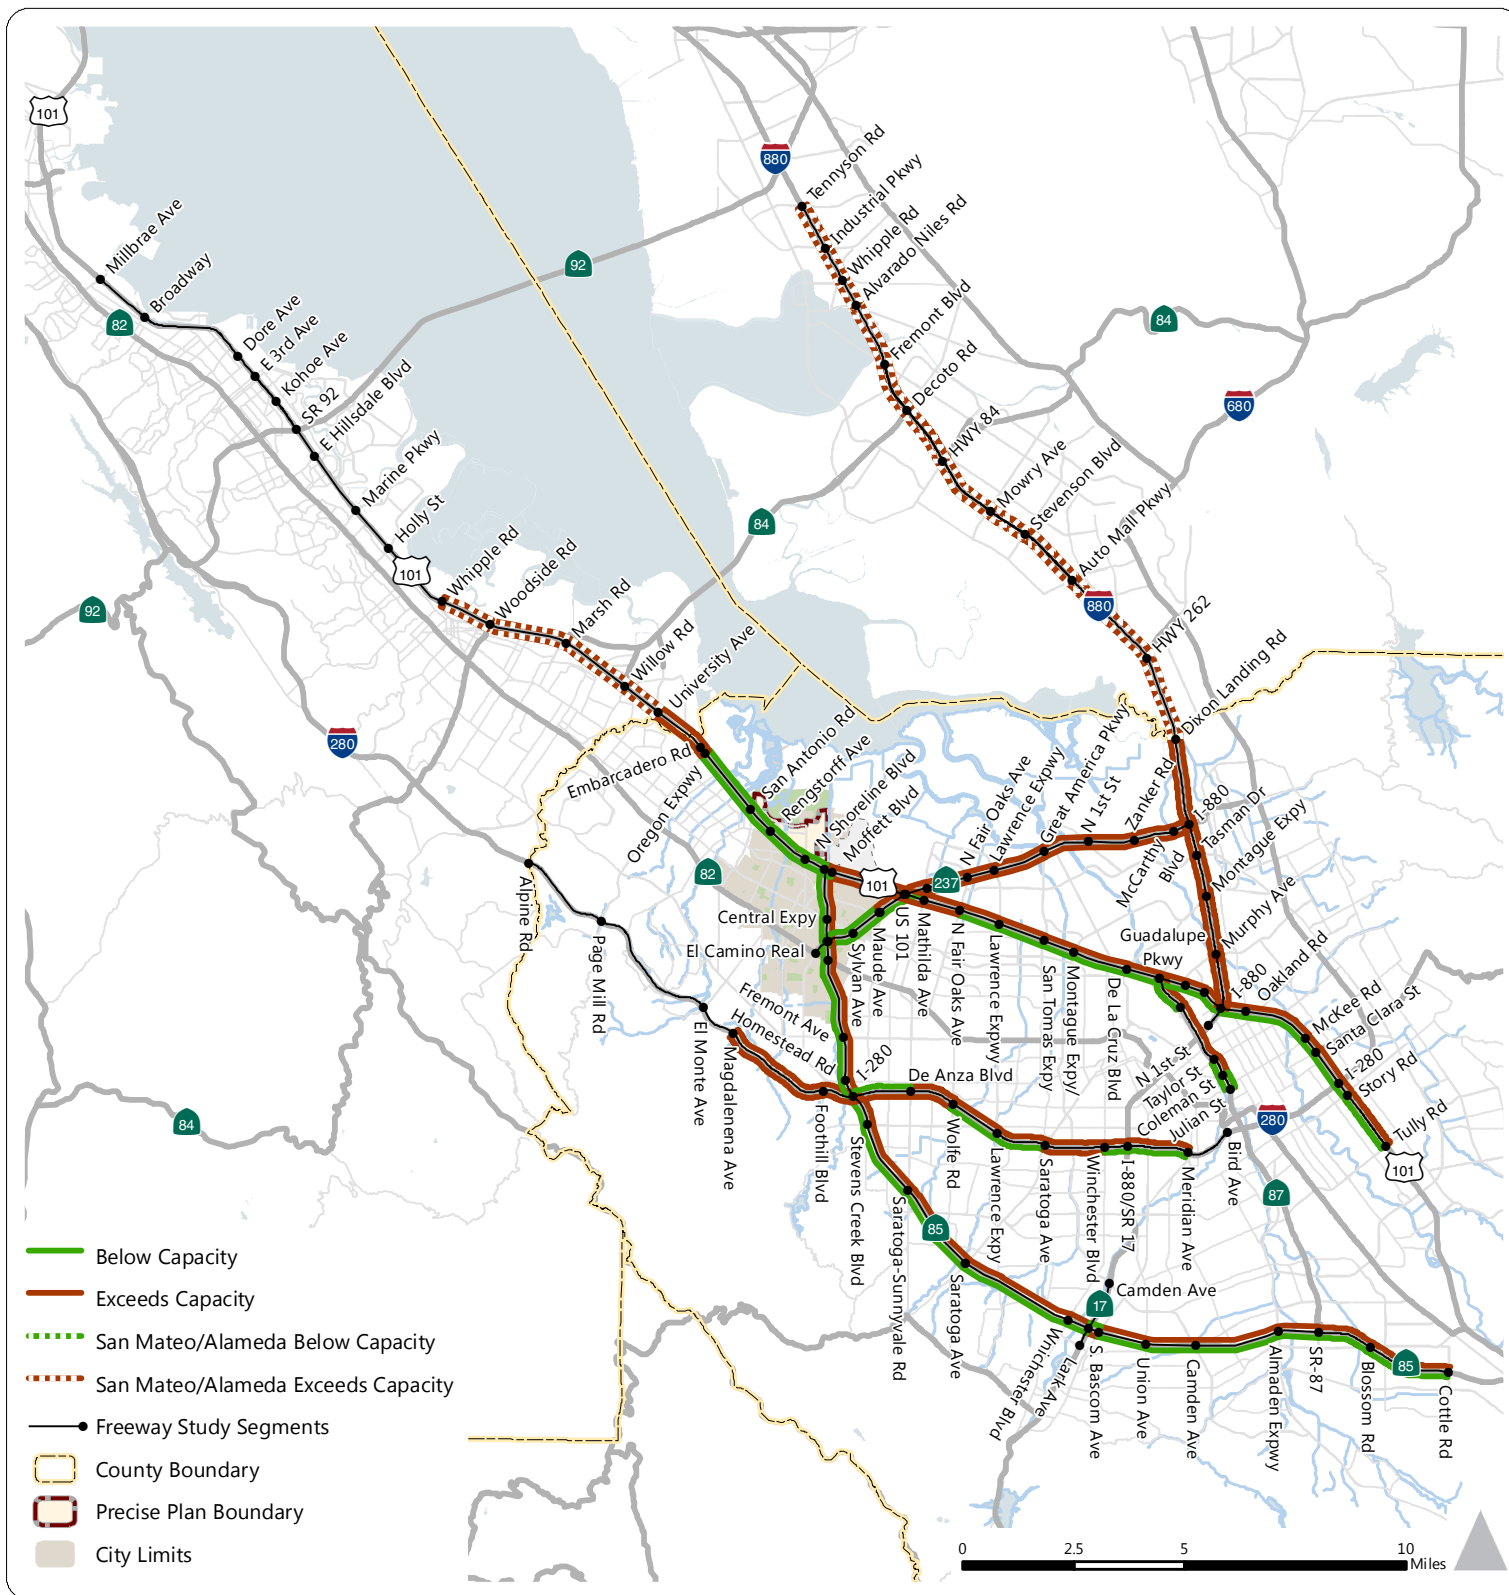 101
Millbrae Ave
Broadway
82
Dore Ave
E 3rd Ave
Kohoe Ave
SR 92
E Hillsdale Blvd
Marine Pkwy
Holly St
101
Whipple Rd
Woodside Rd
Marsh Rd
Willow Rd
University Ave
92
92
84
84
280
84
880
Tennyson Rd
Industrial Pkwy
Whipple Rd
Alvarado Niles Rd
Fremont Blvd
Decoto Rd
HWY 84
Mowry Ave
Stevenson Blvd
Auto Mall Pkwy
880
HWY 262
Dixon Landing Rd
680
Embarcadero Rd
Oregon Expwy
San Antonio Rd
Rengstorff Ave
N Shoreline Blvd
Moffett Blvd
101
237
N Fair Oaks Ave
Lawrence Expwy
Great America Pkwy
N 1st St
Zanker Rd
McCarthy
Blvd
I-880
Tasman Dr
Montague Expy
Murphy Ave
I-880
Oakland Rd
McKee Rd
Santa Clara St
I-280
Story Rd
Tully Rd
101
82
Central Expy
El Camino Real
Sylvan Ave
Maude Ave
US 101
Mathilda Ave
N Fair Oaks Ave
Lawrence Expwy
San Tomas Expy
Montague Expy/
De La Cruz Blvd
Guadalupe
Pkwy
N 1st St
Taylor St
Coleman St
Julian St
Alpine Rd
Page Mill Rd
El Monte Ave
Magdalenena Ave
Fremont Ave
Homestead Rd
I-280
De Anza Blvd
Foothill Blvd
Stevens Creek Blvd
Wolfe Rd
Lawrence Expy
Saratoga Ave
Winchester Blvd
I-880/SR 17
Meridian Ave
Bird Ave
280
87
Saratoga-Sunnyvale Rd
85
Saratoga Ave
17
Camden Ave
Wnichester Blvd
Lark Ave
S Bascom Ave
Union Ave
Camden Ave
Almaden Expwy
SR-87
Blossom Rd
85
Cottle Rd
Below Capacity
Exceeds Capacity
San Mateo/Alameda Below Capacity
San Mateo/Alameda Exceeds Capacity
Freeway Study Segments
County Boundary
Precise Plan Boundary
City Limits
0 2.5 5 10
Miles